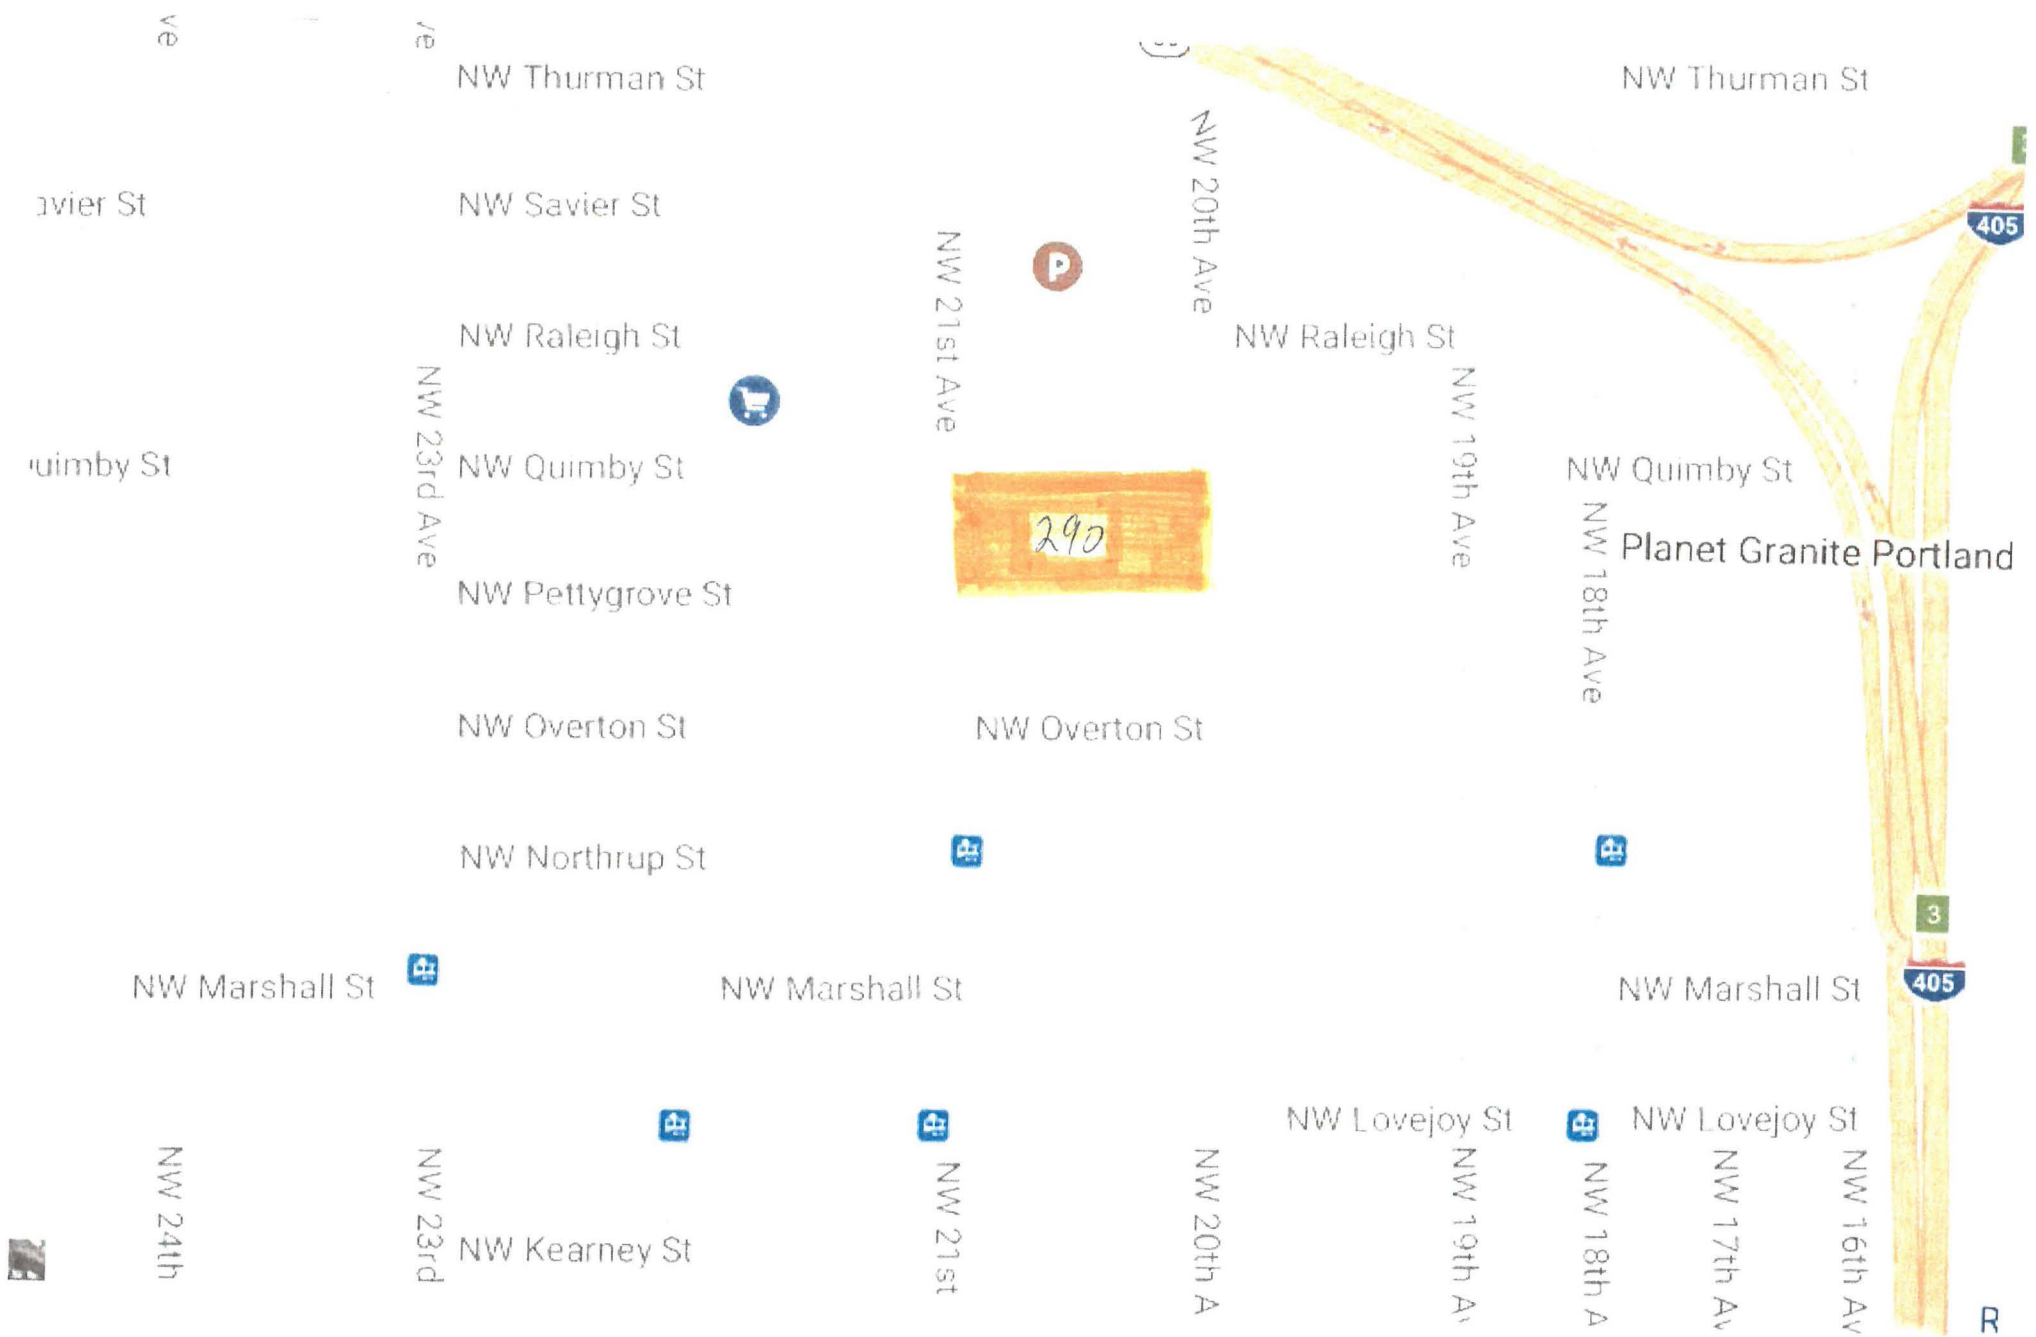 ve
ve
NW Thurman St
NW Thurman St
NW 20th Ave
avier St
NW Savier St
405
NW 21st Ave
P
NW Raleigh St
NW Raleigh St
NW 23rd Ave
NW 19th Ave
uimby St
NW Quimby St
NW Quimby St
290
NW 18th Ave
Planet Granite Portland
NW Pettygrove St
NW Overton St
NW Overton St
NW Northrup St
3
NW Marshall St
NW Marshall St
NW Marshall St
405
NW Lovejoy St
NW Lovejoy St
NW 24th
NW 23rd
NW Kearney St
NW 21st
NW 20th A
NW 19th A
NW 18th A
NW 17th Av
NW 16th Av
R